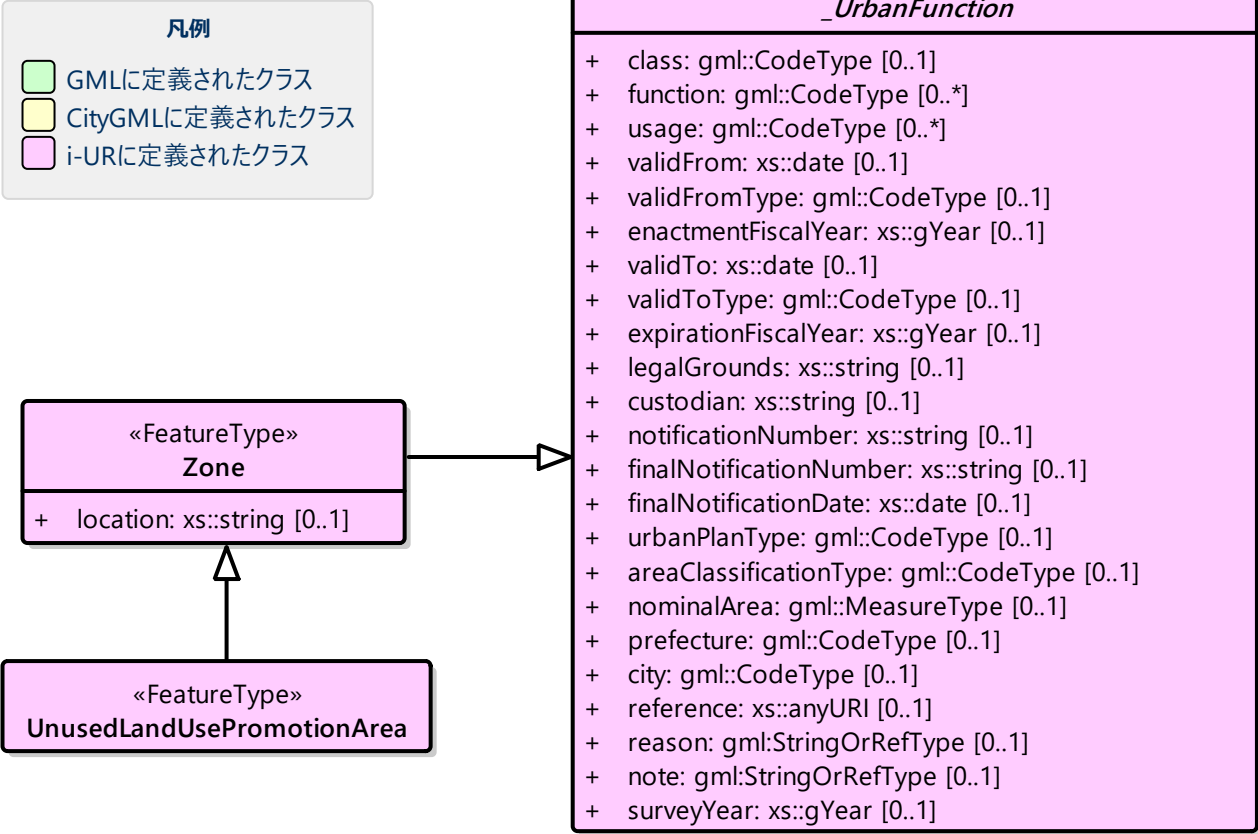 凡例
GMLに定義されたクラス
CityGMLに定義されたクラス
i-URに定義されたクラス
_UrbanFunction
+ class: gml::CodeType [0..1]
+ function: gml::CodeType [0..*]
+ usage: gml::CodeType [0..*]
+ validFrom: xs::date [0..1]
+ validFromType: gml::CodeType [0..1]
+ enactmentFiscalYear: xs::gYear [0..1]
+ validTo: xs::date [0..1]
+ validToType: gml::CodeType [0..1]
+ expirationFiscalYear: xs::gYear [0..1]
+ legalGrounds: xs::string [0..1]
+ custodian: xs::string [0..1]
+ notificationNumber: xs::string [0..1]
+ finalNotificationNumber: xs::string [0..1]
+ finalNotificationDate: xs::date [0..1]
+ urbanPlanType: gml::CodeType [0..1]
+ areaClassificationType: gml::CodeType [0..1]
+ nominalArea: gml::MeasureType [0..1]
+ prefecture: gml::CodeType [0..1]
+ city: gml::CodeType [0..1]
+ reference: xs::anyURI [0..1]
+ reason: gml:StringOrRefType [0..1]
+ note: gml:StringOrRefType [0..1]
+ surveyYear: xs::gYear [0..1]
«FeatureType»
Zone
+ location: xs::string [0..1]
«FeatureType»
UnusedLandUsePromotionArea